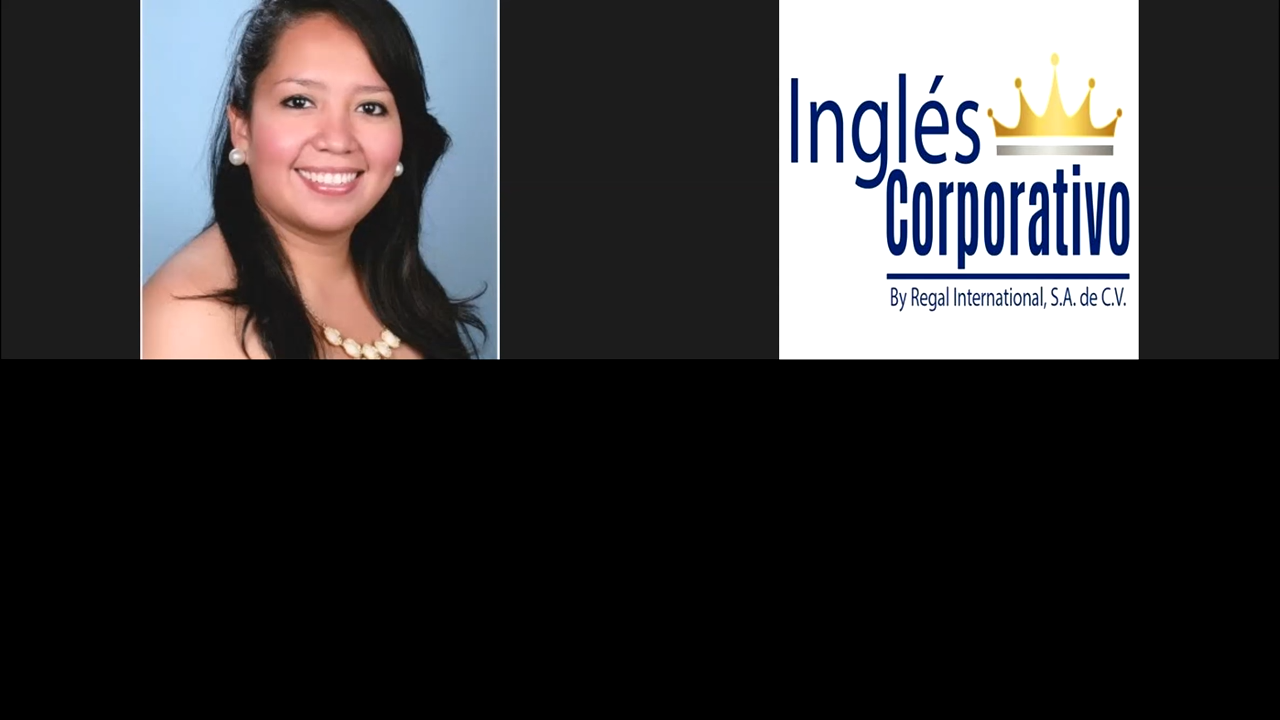 Inglés
Corporativo
By Regal International, S.A. de C.V.